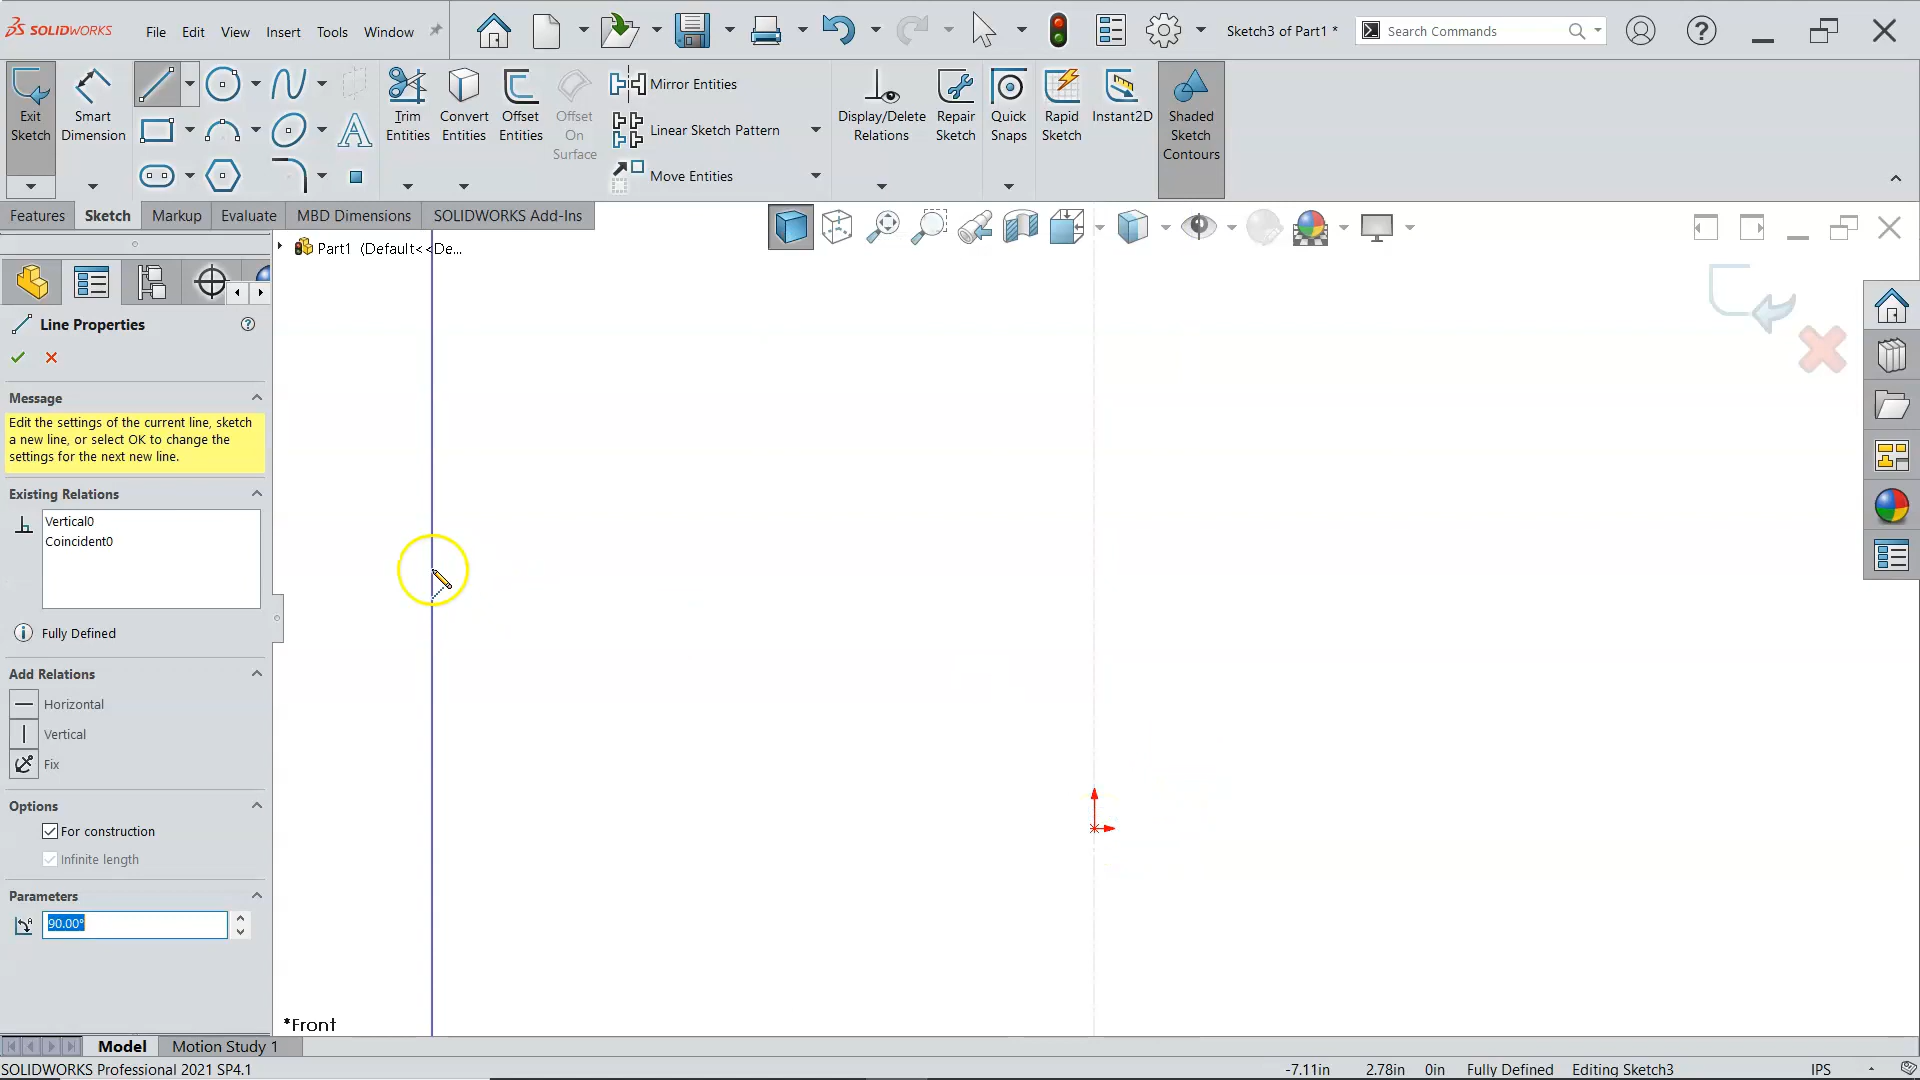 SOLIDWORKS
File Edit View Insert Tools Window
Sketch3 of Part1 *
Search Commands
Exit Sketch
Smart Dimension
Trim Entities
Convert Entities
Offset Entities
Offset On Surface
Mirror Entities
Linear Sketch Pattern
Move Entities
Display/Delete Relations
Repair Sketch
Quick Snaps
Rapid Sketch
Instant2D
Shaded Sketch Contours
Features Sketch Markup Evaluate MBD Dimensions SOLIDWORKS Add-Ins
Part1 (Default<<De...
Line Properties
Message
Edit the settings of the current line, sketch
a new line, or select OK to change the
settings for the next new line.
Existing Relations
Vertical0
Coincident0
Fully Defined
Add Relations
Horizontal
Vertical
Fix
Options
For construction
Infinite length
Parameters
90.00°
*Front
Model Motion Study 1
SOLIDWORKS Professional 2021 SP4.1
-7.11in 2.78in 0in Fully Defined Editing Sketch3 IPS